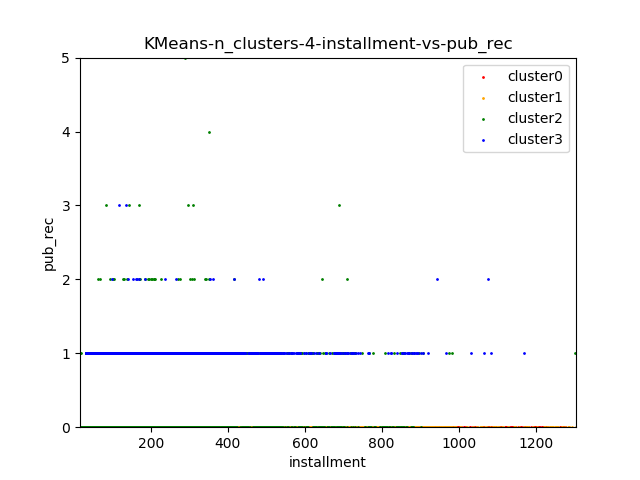 KMeans-n_clusters-4-installment-vs-pub_rec
cluster0
cluster1
cluster2
cluster3
pub_rec
5
4
3
2
1
0
200
400
600
800
1000
1200
installment